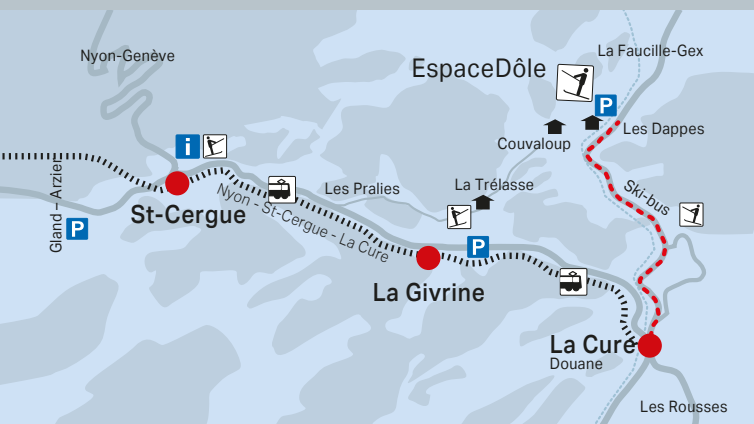 Nyon-Genève
La Faucille-Gex
EspaceDôle
P
Les Dappes
Couvaloup
i
Les Pralies
La Trélasse
Ski-bus
Gland – Arzier
P
St-Cergue
Nyon - St-Cergue - La Cure
P
La Givrine
La Cure
Douane
Les Rousses